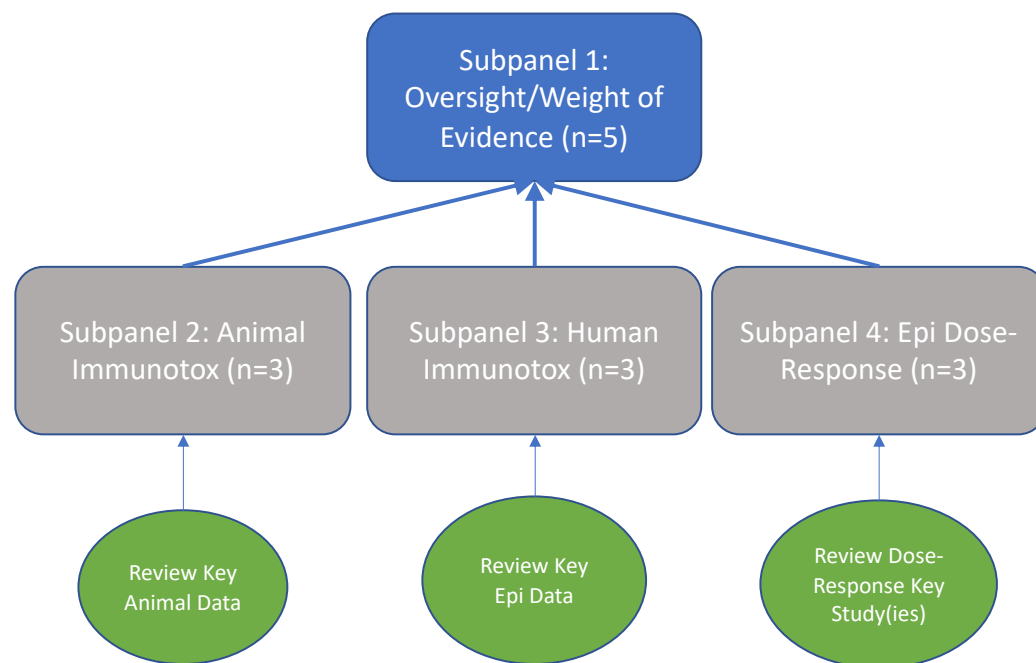 Subpanel 1:
Oversight/Weight of
Evidence (n=5)
Subpanel 2: Animal
Immunotox (n=3)
Subpanel 3: Human
Immunotox (n=3)
Subpanel 4: Epi Dose-
Response (n=3)
Review Key
Animal Data
Review Key
Epi Data
Review Dose-
Response Key
Study(ies)